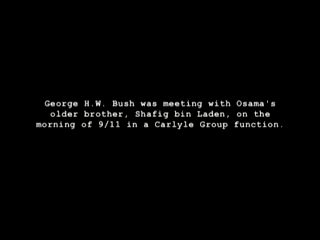 George H.W. Bush was meeting with Osama's
older brother, Shafig bin Laden, on the
morning of 9/11 in a Carlyle Group function.